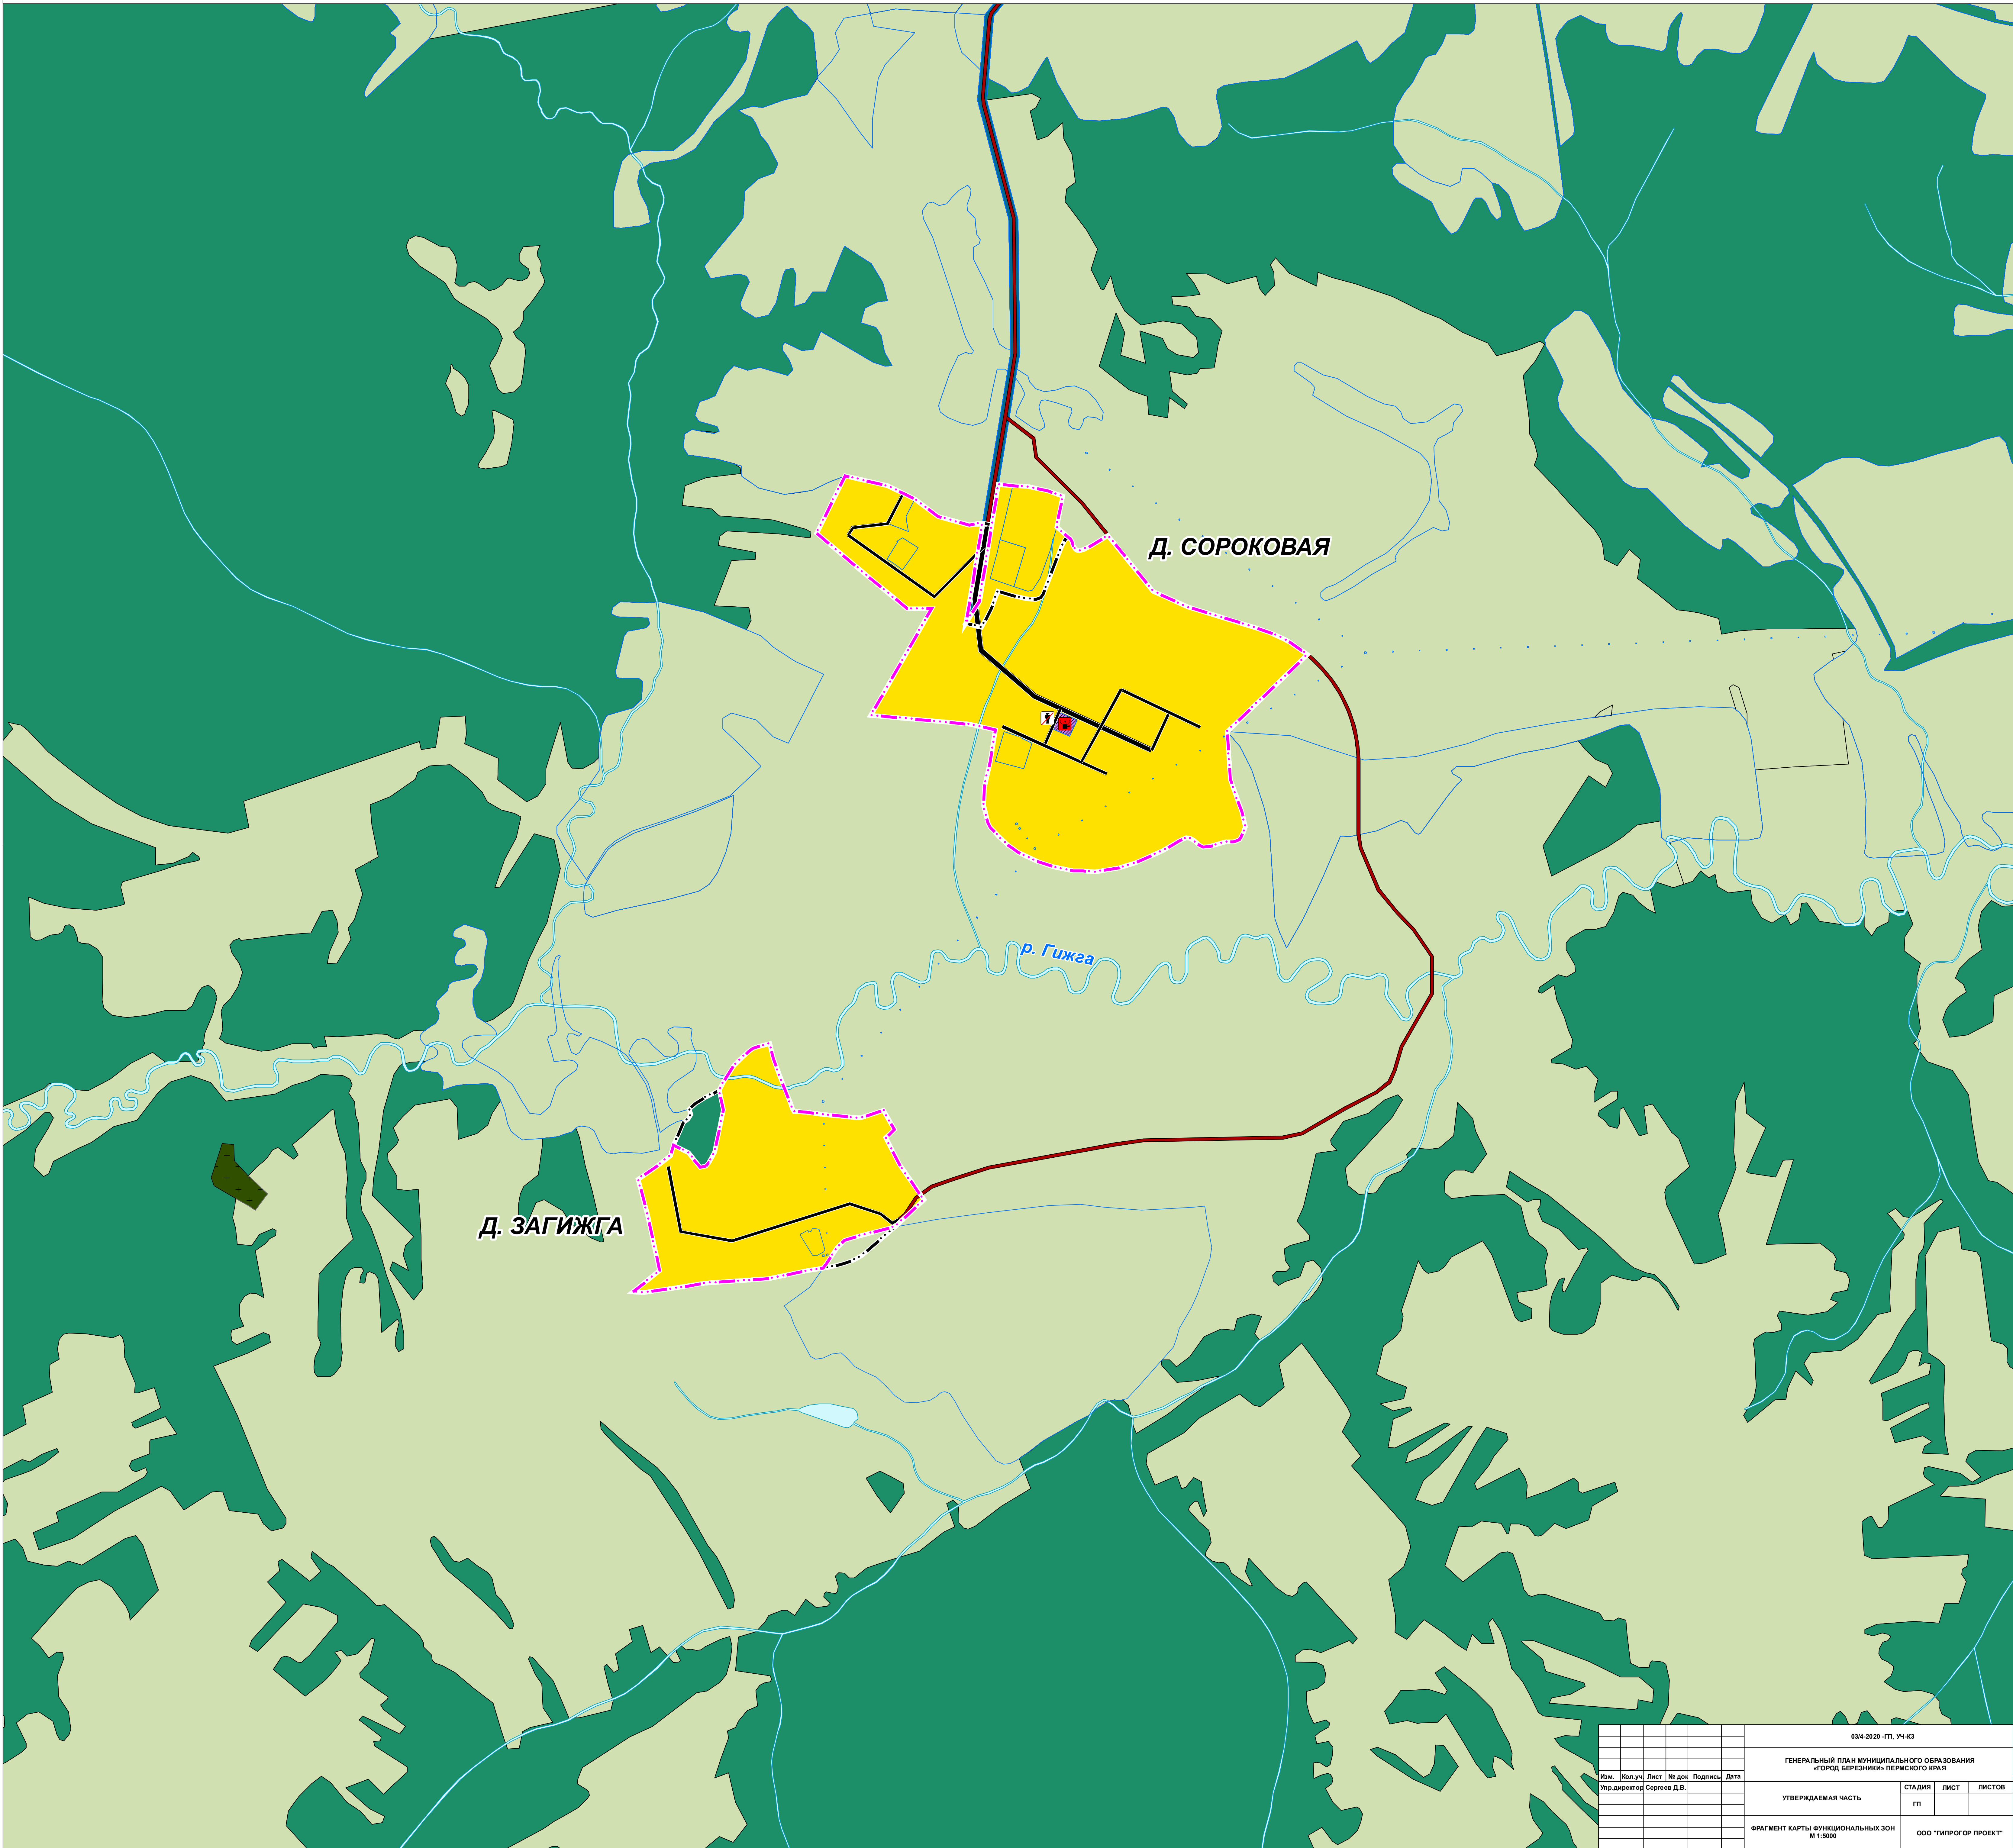 Д. СОРОКОВАЯ
р. Гижга
Д. ЗАГИЖГА
03/4-2020 -ГП, УЧ-КЗ
ГЕНЕРАЛЬНЫЙ ПЛАН МУНИЦИПАЛЬНОГО ОБРАЗОВАНИЯ
«ГОРОД БЕРЕЗНИКИ» ПЕРМСКОГО КРАЯ
Изм. Кол.уч Лист № док Подпись Дата
Упр.директор Сергеев Д.В.
УТВЕРЖДАЕМАЯ ЧАСТЬ
СТАДИЯ ЛИСТ ЛИСТОВ
ГП
ФРАГМЕНТ КАРТЫ ФУНКЦИОНАЛЬНЫХ ЗОН
М 1:5000
ООО "ГИПРОГОР ПРОЕКТ"